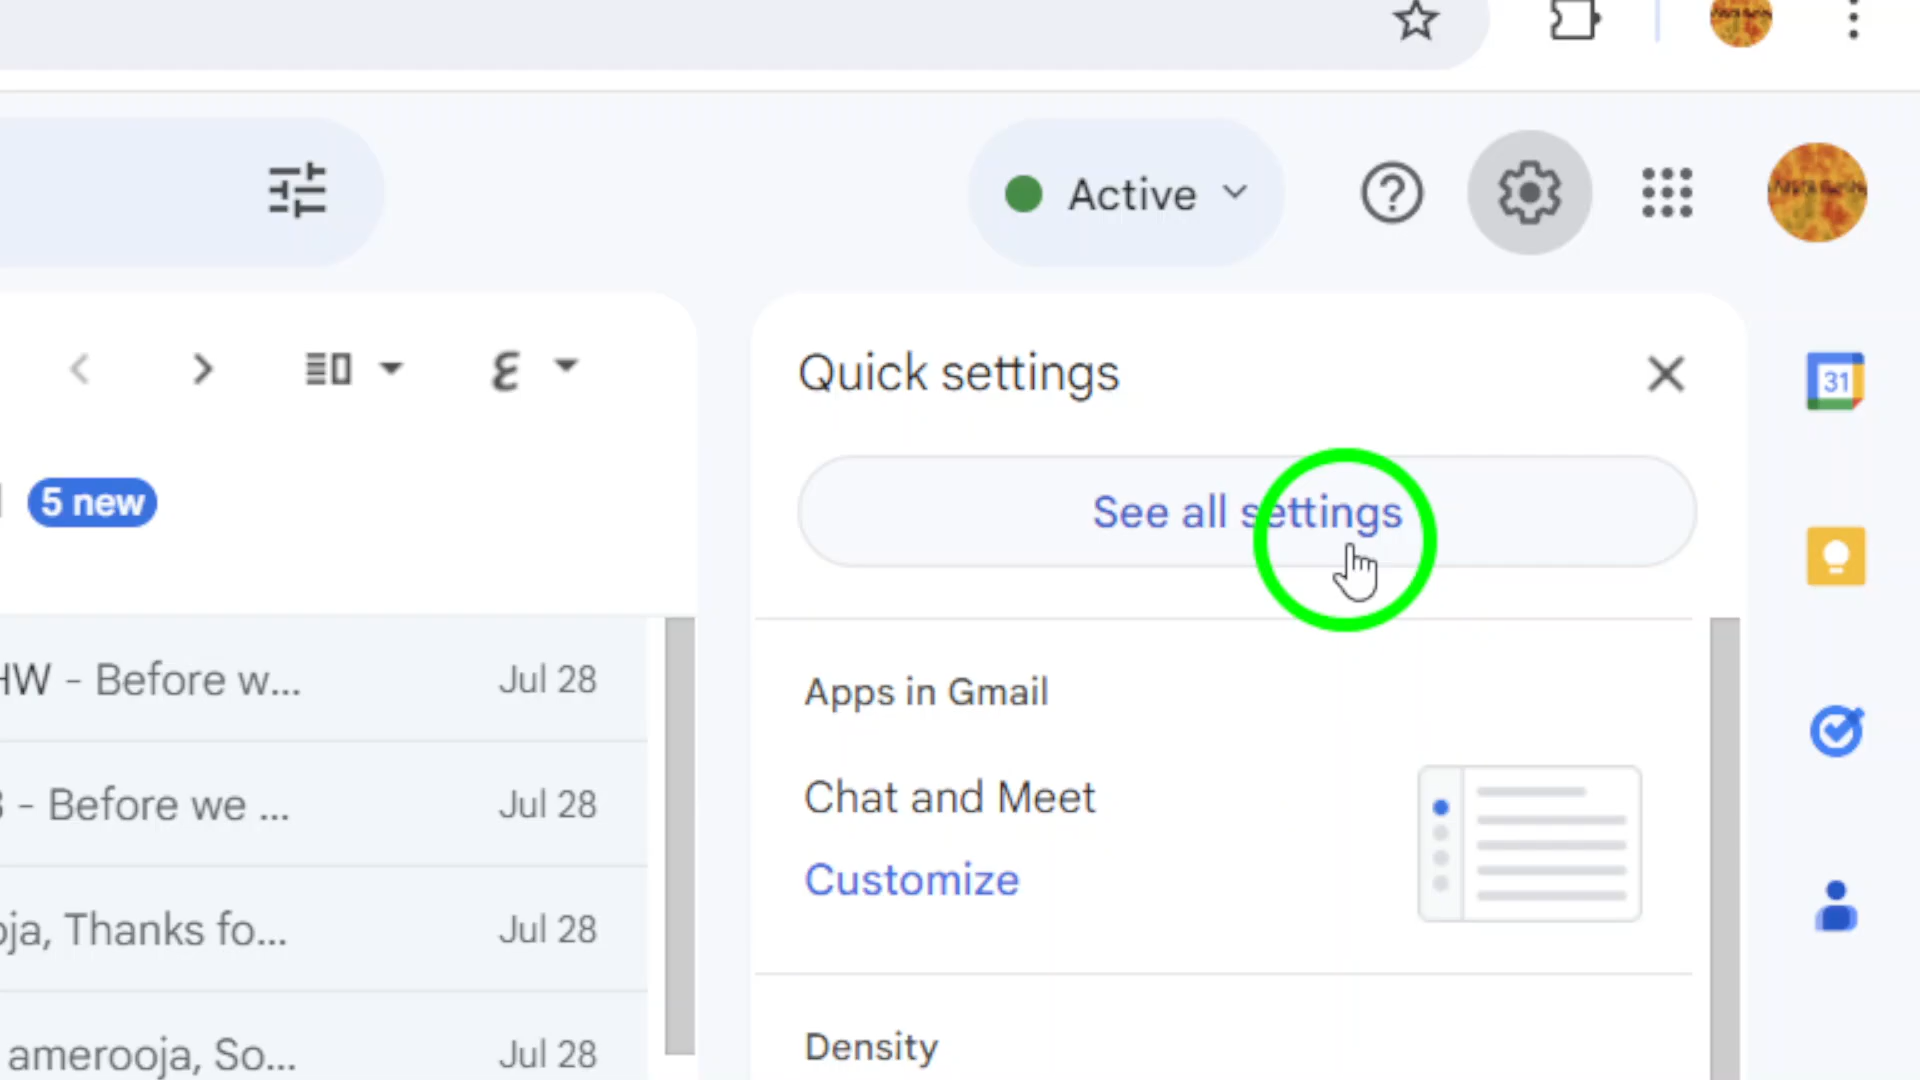 Active
Quick settings
ع
5 new
See all settings
31
HW - Before w... Jul 28
Apps in Gmail
- Before we ... Jul 28
Chat and Meet
Customize
oja, Thanks fo... Jul 28
Density
amerooja, So... Jul 28